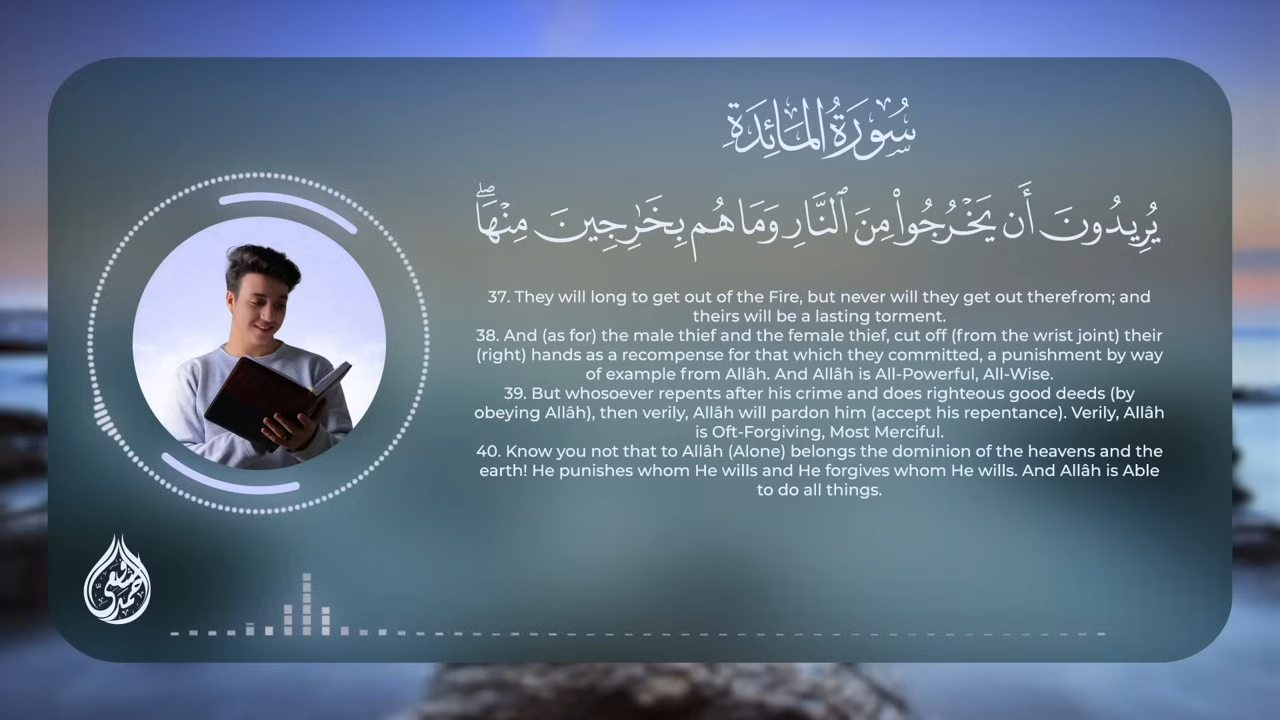 سُورَةُ المَائِدَةِ
يُرِيدُونَ أَن يَخْرُجُوا۟ مِنَ ٱلنَّارِ وَمَا هُم بِخَـٰرِجِينَ مِنْهَا ۖ
37. They will long to get out of the Fire, but never will they get out therefrom; and
theirs will be a lasting torment.
38. And (as for) the male thief and the female thief, cut off (from the wrist joint) their
(right) hands as a recompense for that which they committed, a punishment by way
of example from Allâh. And Allâh is All-Powerful, All-Wise.
39. But whosoever repents after his crime and does righteous good deeds (by
obeying Allâh), then verily, Allâh will pardon him (accept his repentance). Verily, Allâh
is Oft-Forgiving, Most Merciful.
40. Know you not that to Allâh (Alone) belongs the dominion of the heavens and the
earth! He punishes whom He wills and He forgives whom He wills. And Allâh is Able
to do all things.